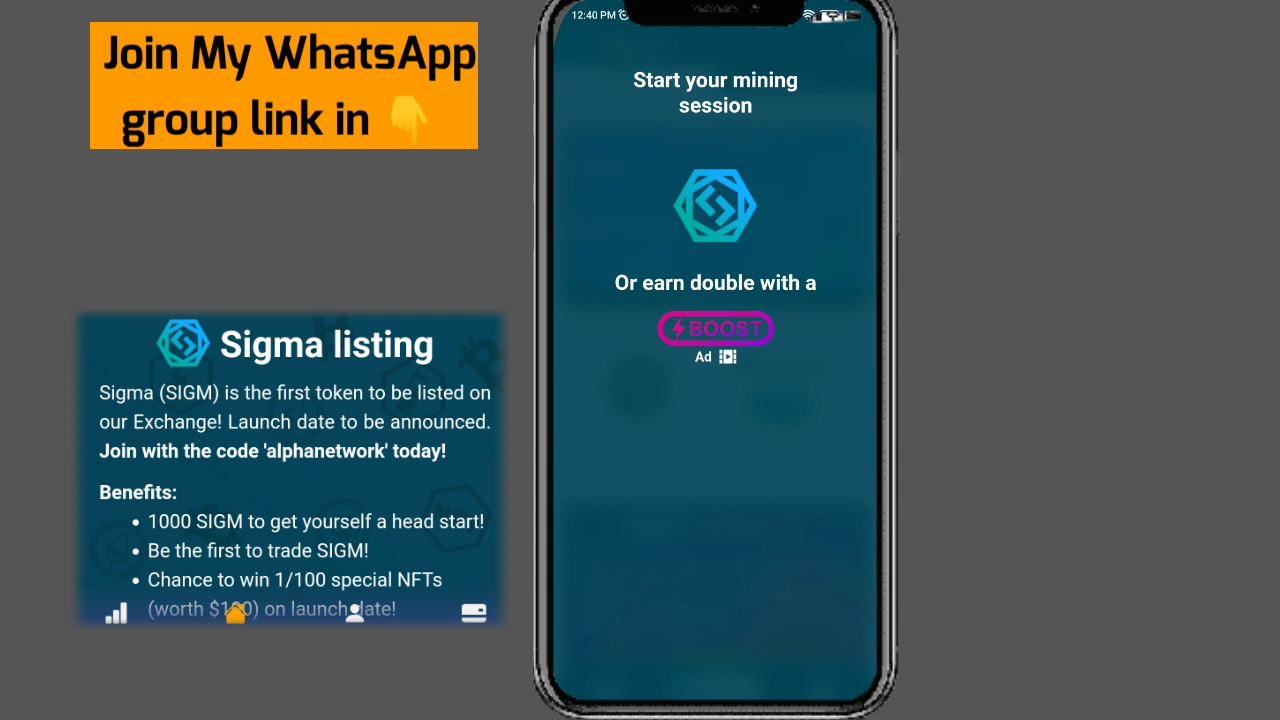 Join My WhatsApp
group link in 👇
Sigma listing
Sigma (SIGM) is the first token to be listed on
our Exchange! Launch date to be announced.
Join with the code 'alphanetwork' today!
Benefits:
• 1000 SIGM to get yourself a head start!
• Be the first to trade SIGM!
• Chance to win 1/100 special NFTs
(worth $100) on launch date!
12:40 PM
Start your mining
session
Or earn double with a
BOOST
Ad